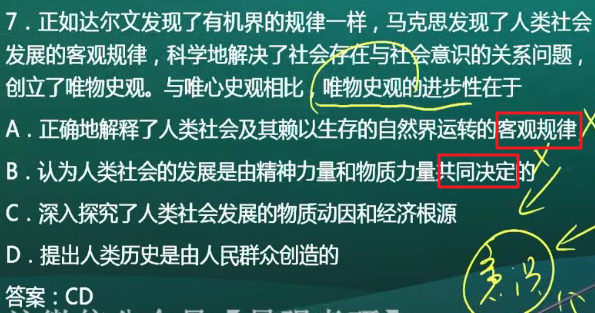 7．正如达尔文发现了有机界的规律一样，马克思发现了人类社会
发展的客观规律，科学地解决了社会存在与社会意识的关系问题，
创立了唯物史观。与唯心史观相比，唯物史观的进步性在于
A．正确地解释了人类社会及其赖以生存的自然界运转的客观规律
B．认为人类社会的发展是由精神力量和物质力量共同决定的
C．深入探究了人类社会发展的物质动因和经济根源
D．提出人类历史是由人民群众创造的
意识
答案：CD